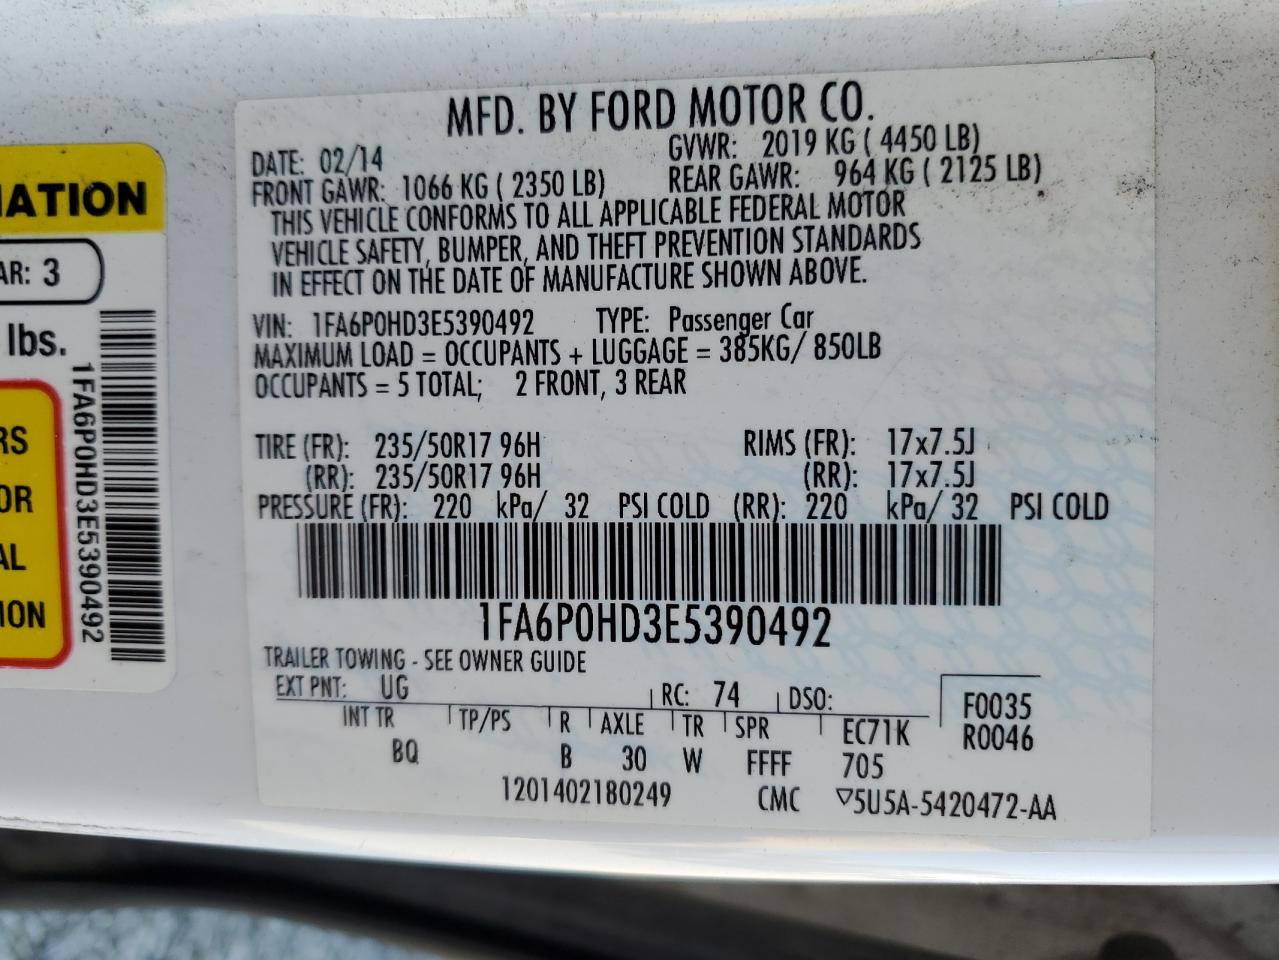 MFD. BY FORD MOTOR CO.
DATE: 02/14 GVWR: 2019 KG ( 4450 LB)
FRONT GAWR: 1066 KG ( 2350 LB) REAR GAWR: 964 KG ( 2125 LB)
THIS VEHICLE CONFORMS TO ALL APPLICABLE FEDERAL MOTOR
VEHICLE SAFETY, BUMPER, AND THEFT PREVENTION STANDARDS
IN EFFECT ON THE DATE OF MANUFACTURE SHOWN ABOVE.
VIN: 1FA6P0HD3E5390492 TYPE: Passenger Car
MAXIMUM LOAD = OCCUPANTS + LUGGAGE = 385KG/ 850LB
OCCUPANTS = 5 TOTAL; 2 FRONT, 3 REAR
TIRE (FR): 235/50R17 96H RIMS (FR): 17x7.5J
(RR): 235/50R17 96H (RR): 17x7.5J
PRESSURE (FR): 220 kPa/ 32 PSI COLD (RR): 220 kPa/ 32 PSI COLD
1FA6P0HD3E5390492
TRAILER TOWING - SEE OWNER GUIDE
EXT PNT: UG RC: 74 DSO: F0035
INT TR TP/PS R AXLE TR SPR EC71K R0046
BQ B 30 W FFFF 705
1201402180249 CMC ▽5U5A-5420472-AA
IATION
AR: 3
lbs.
1FA6P0HD3E5390492
RS
OR
AL
ION